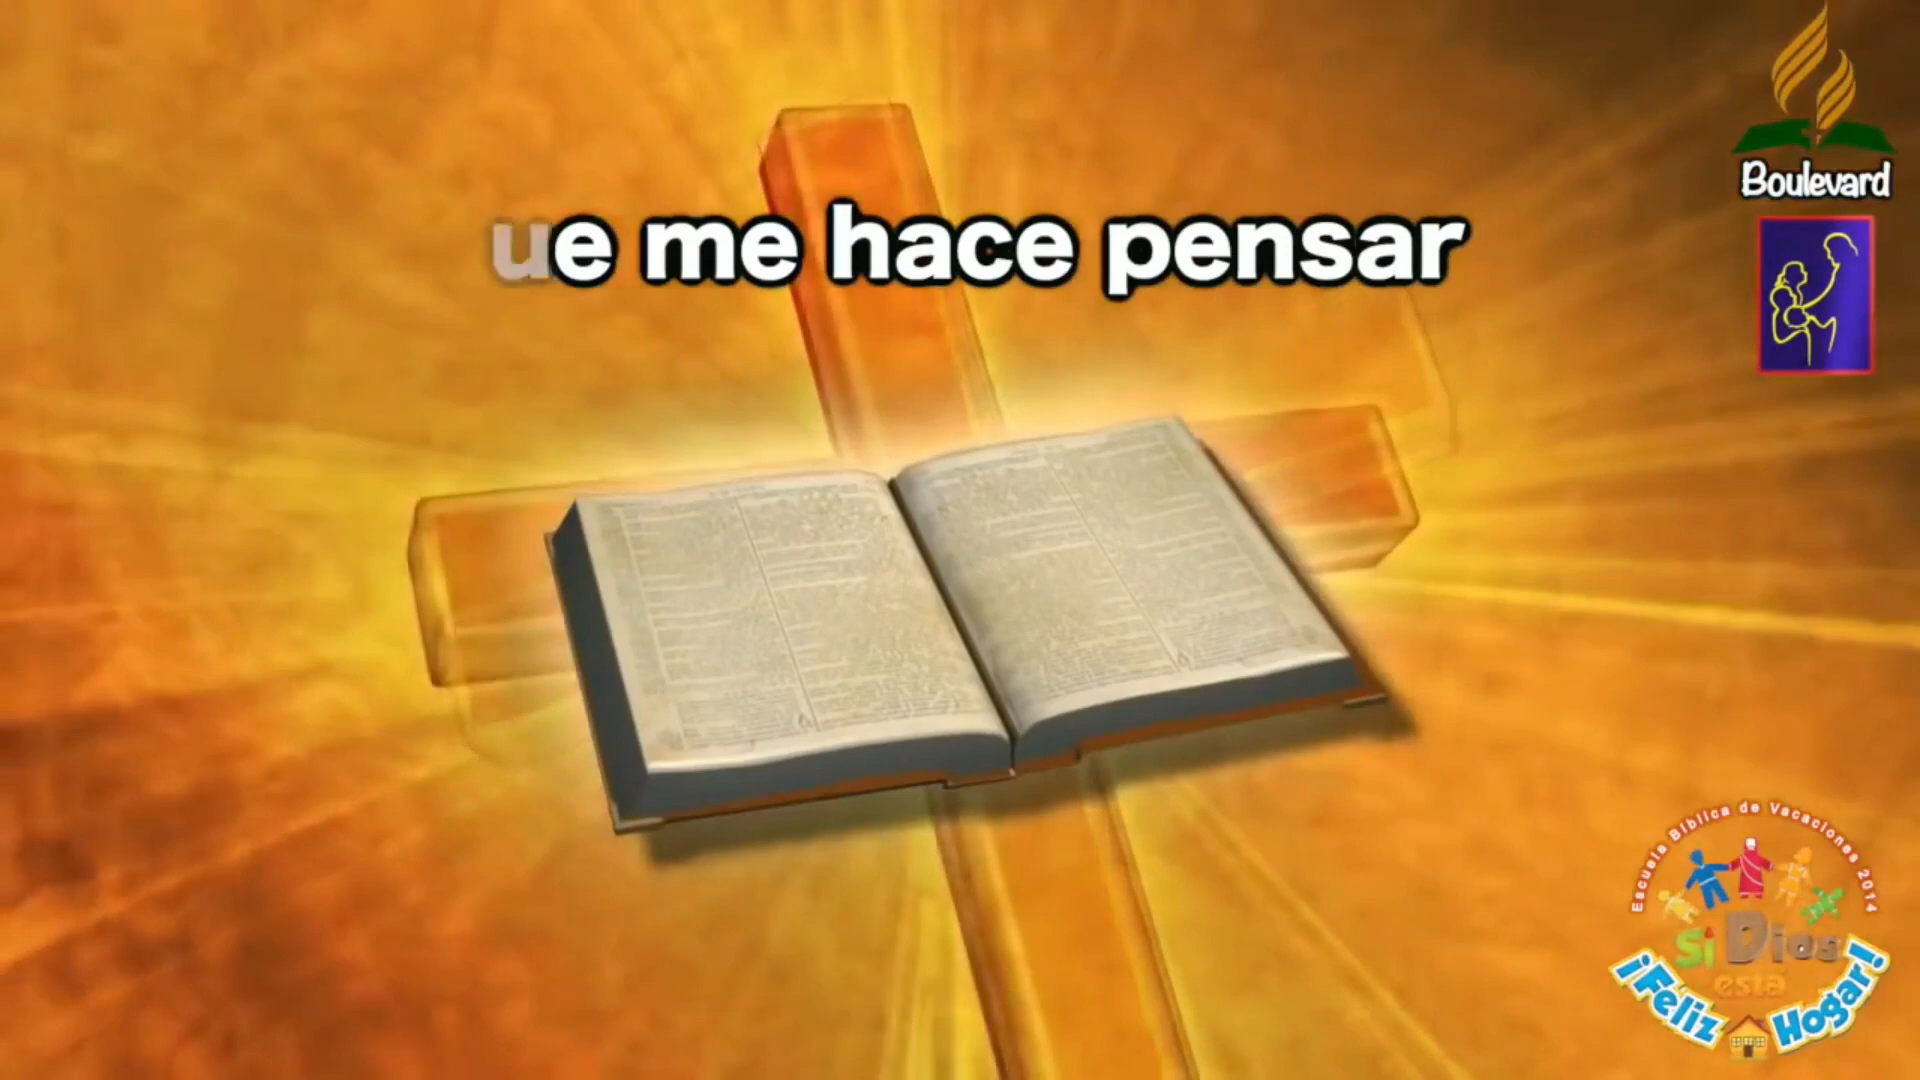 ue me hace pensar
Boulevard
Escuela Bíblica de Vacaciones 2014
Si Dios
está
¡Feliz Hogar!